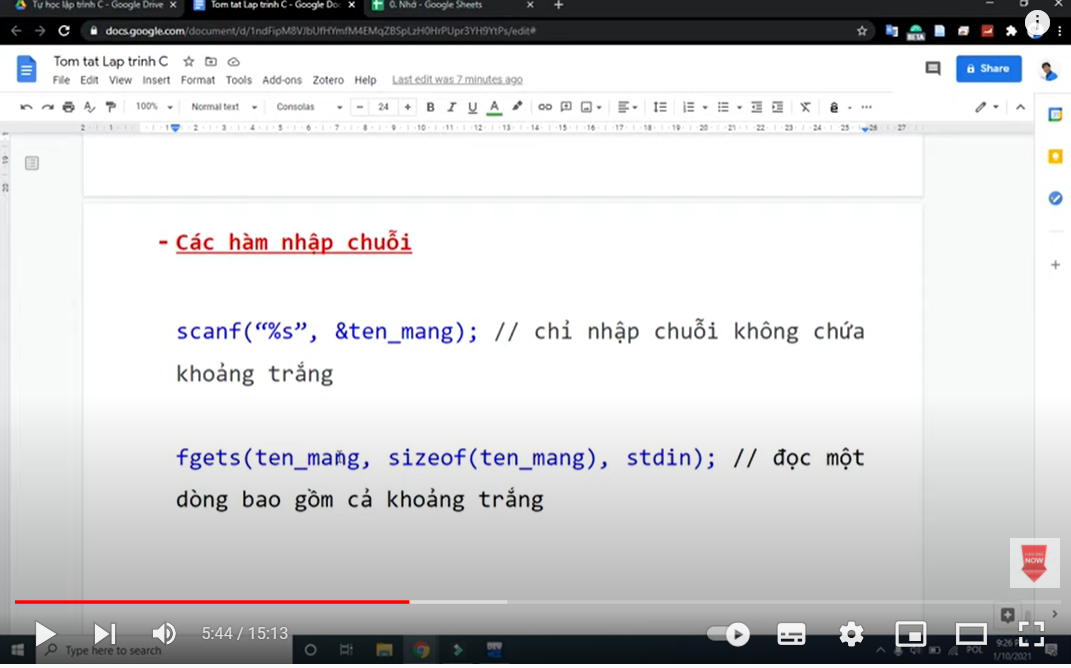 Tự học lập trình C - Google Drive
Tom tat Lap trinh C - Google Doc
0. Nhớ - Google Sheets
docs.google.com/document/d/1ndFipM8VJbUfHYmfM4EMqZBSpLzH0HrPUpr3YH9YtPs/edit#
Tom tat Lap trinh C
File Edit View Insert Format Tools Add-ons Zotero Help Last edit was 7 minutes ago
Share
100% Normal text Consolas 24 B I U A
- Các hàm nhập chuỗi
scanf(“%s”, &ten_mang); // chỉ nhập chuỗi không chứa
khoảng trắng
fgets(ten_mang, sizeof(ten_mang), stdin); // đọc một
dòng bao gồm cả khoảng trắng
NOW
5:44 / 15:13
Type here to search
POL
1/10/2021